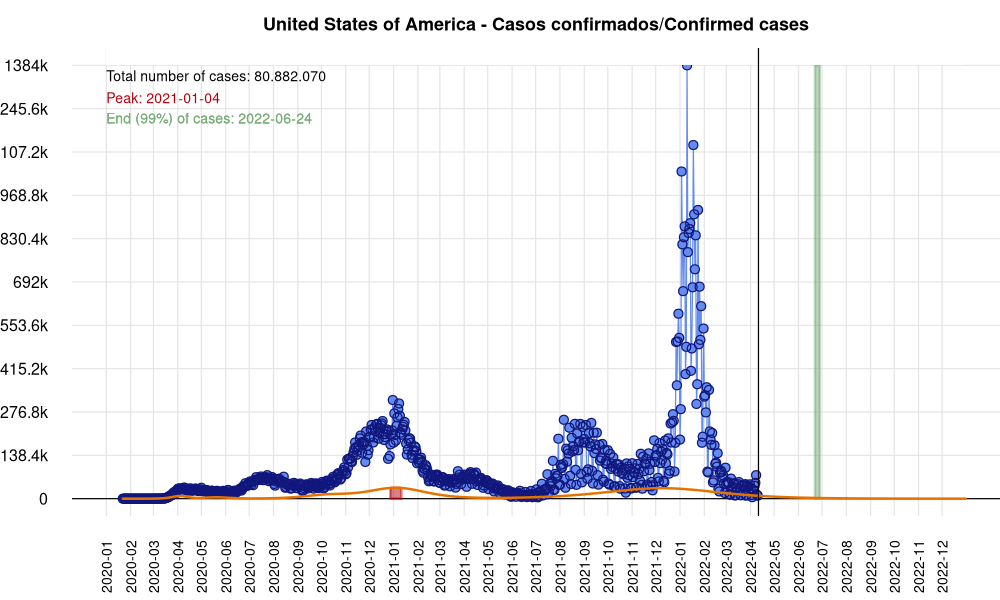 United States of America - Casos confirmados/Confirmed cases
Total number of cases: 80.882.070
Peak: 2021-01-04
End (99%) of cases: 2022-06-24
1384k
245.6k
107.2k
968.8k
830.4k
692k
553.6k
415.2k
276.8k
138.4k
0
2020-01
2020-02
2020-03
2020-04
2020-05
2020-06
2020-07
2020-08
2020-09
2020-10
2020-11
2020-12
2021-01
2021-02
2021-03
2021-04
2021-05
2021-06
2021-07
2021-08
2021-09
2021-10
2021-11
2021-12
2022-01
2022-02
2022-03
2022-04
2022-05
2022-06
2022-07
2022-08
2022-09
2022-10
2022-11
2022-12